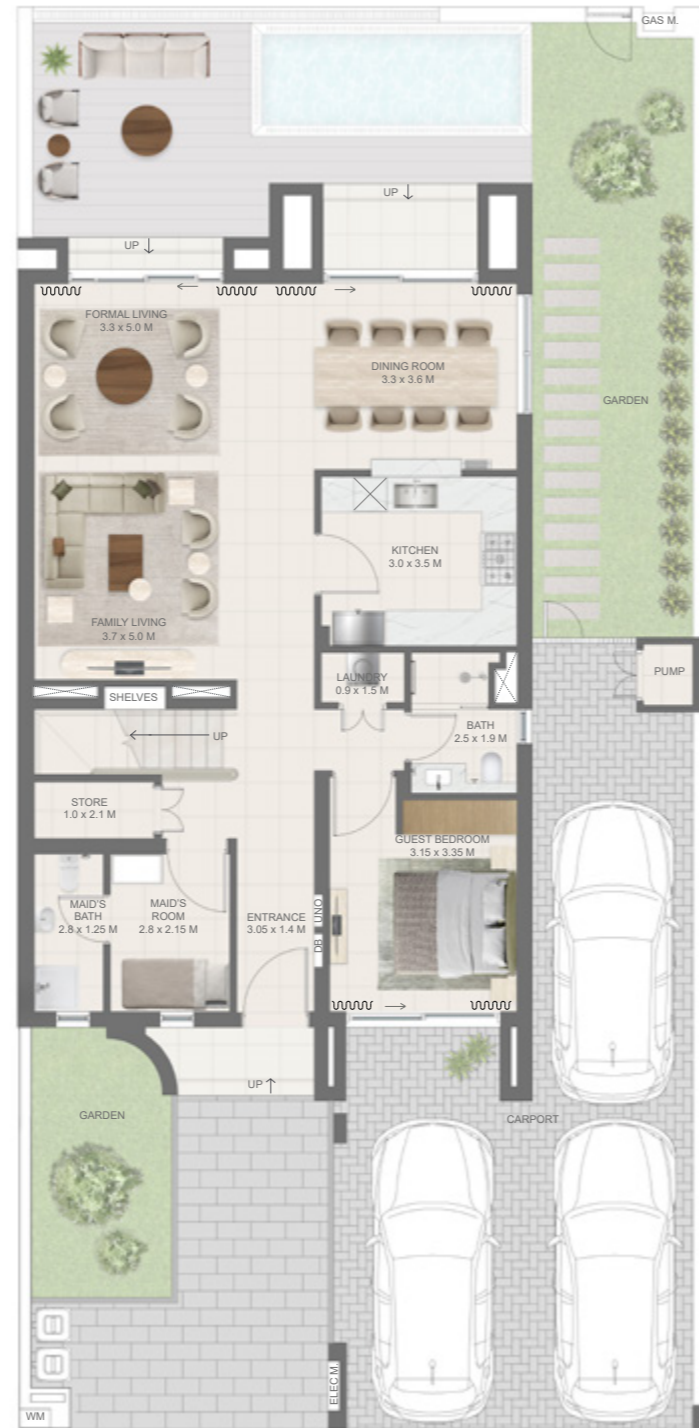 GAS M.
UP
UP
FORMAL LIVING
3.3 x 5.0 M
DINING ROOM
3.3 x 3.6 M
GARDEN
KITCHEN
3.0 x 3.5 M
FAMILY LIVING
3.7 x 5.0 M
LAUNDRY
0.9 x 1.5 M
PUMP
SHELVES
UP
BATH
2.5 x 1.9 M
STORE
1.0 x 2.1 M
GUEST BEDROOM
3.15 x 3.35 M
MAID'S
BATH
2.8 x 1.25 M
MAID'S
ROOM
2.8 x 2.15 M
ENTRANCE
3.05 x 1.4 M
DB
UNO
UP
GARDEN
CARPORT
ELEC M.
WM